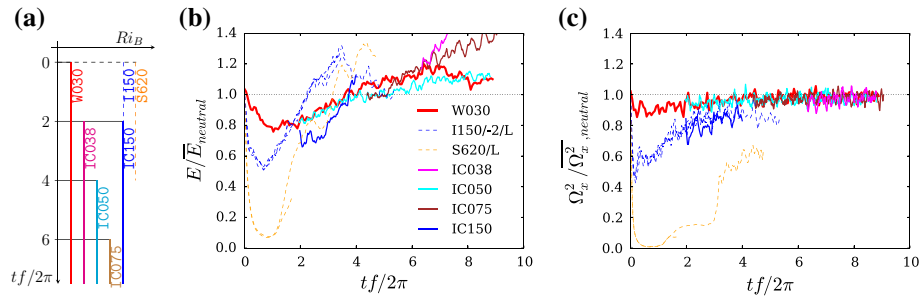 (a)
Ri_B
0
2
4
6
tf/2π
W030
IC038
IC050
IC075
I150
IC150
S620
(b)
E/\overline{E}_{neutral}
1.4
1.2
1.0
0.8
0.6
0.4
0.2
0.0
0 2 4 6 8 10
tf/2π
W030
I150/-2/L
S620/L
IC038
IC050
IC075
IC150
(c)
Ω_x^2/\overline{Ω_x^2}_{,neutral}
1.4
1.2
1.0
0.8
0.6
0.4
0.2
0.0
0 2 4 6 8 10
tf/2π